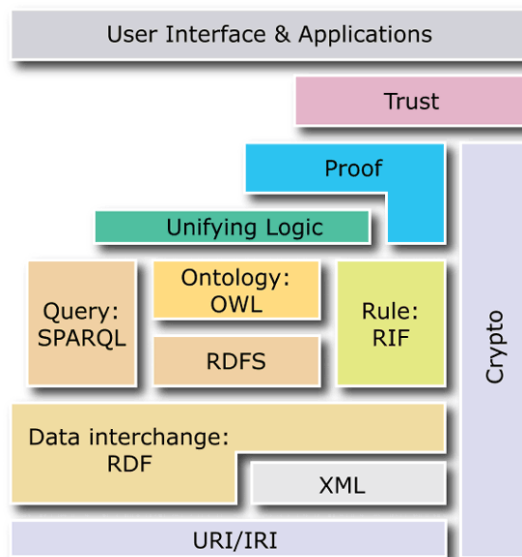 User Interface & Applications
Trust
Proof
Unifying Logic
Query:
SPARQL
Ontology:
OWL
RDFS
Rule:
RIF
Crypto
Data interchange:
RDF
XML
URI/IRI